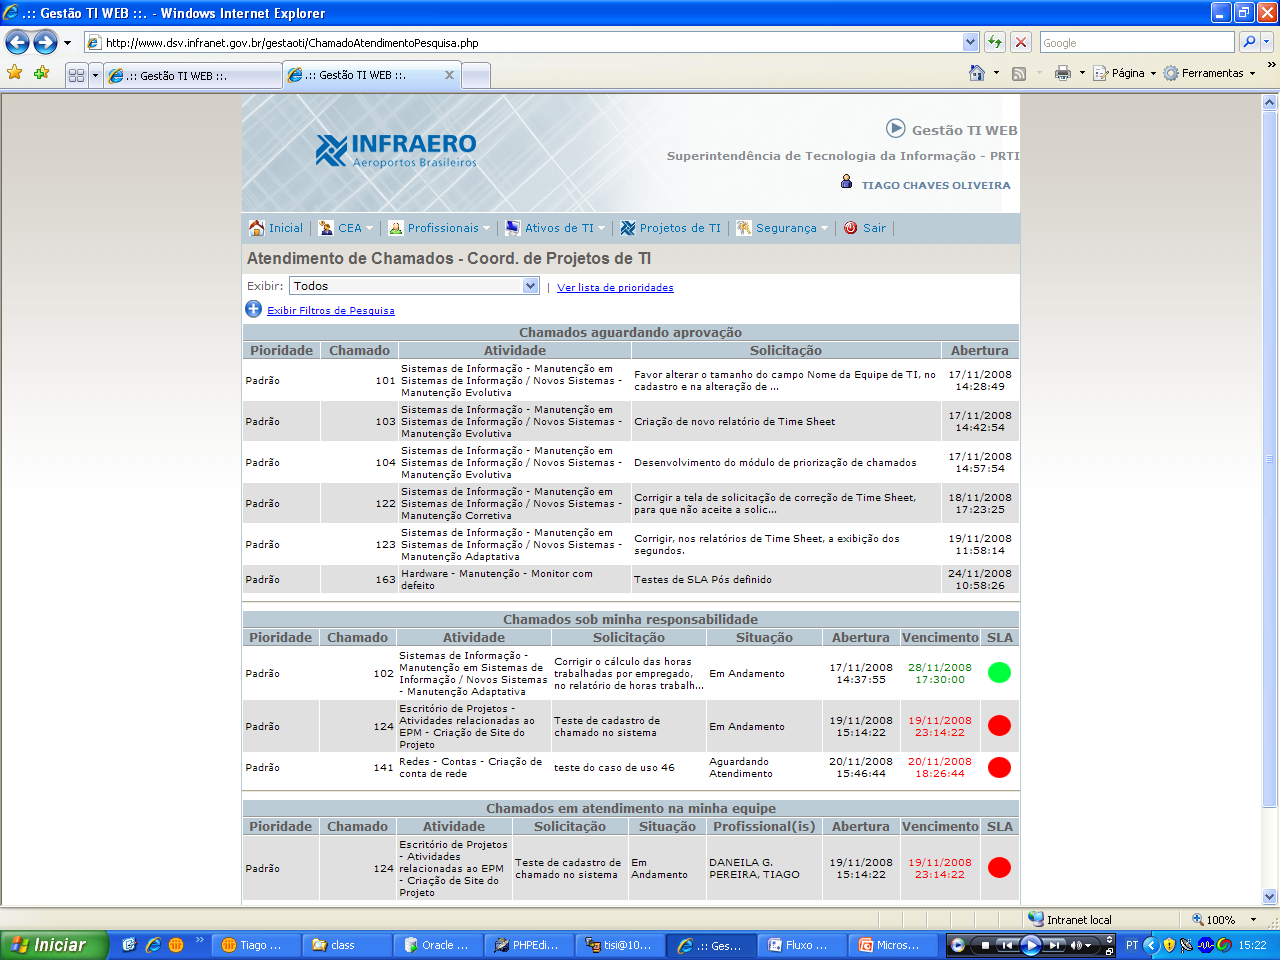 .:: Gestão TI WEB ::. - Windows Internet Explorer
http://www.dsv.infranet.gov.br/gestaoti/ChamadoAtendimentoPesquisa.php
Google
.:: Gestão TI WEB ::.
.:: Gestão TI WEB ::.
Página
Ferramentas
INFRAERO
Aeroportos Brasileiros
Gestão TI WEB
Superintendência de Tecnologia da Informação - PRTI
TIAGO CHAVES OLIVEIRA
Inicial | CEA | Profissionais | Ativos de TI | Projetos de TI | Segurança | Sair |
Atendimento de Chamados - Coord. de Projetos de TI
Exibir: Todos | Ver lista de prioridades
Exibir Filtros de Pesquisa
Chamados aguardando aprovação
Pioridade Chamado Atividade Solicitação Abertura
Padrão 101 Sistemas de Informação - Manutenção em Sistemas de Informação / Novos Sistemas - Manutenção Evolutiva Favor alterar o tamanho do campo Nome da Equipe de TI, no cadastro e na alteração de ... 17/11/2008 14:28:49
Padrão 103 Sistemas de Informação - Manutenção em Sistemas de Informação / Novos Sistemas - Manutenção Evolutiva Criação de novo relatório de Time Sheet 17/11/2008 14:42:54
Padrão 104 Sistemas de Informação - Manutenção em Sistemas de Informação / Novos Sistemas - Manutenção Evolutiva Desenvolvimento do módulo de priorização de chamados 17/11/2008 14:57:54
Padrão 122 Sistemas de Informação - Manutenção em Sistemas de Informação / Novos Sistemas - Manutenção Corretiva Corrigir a tela de solicitação de correção de Time Sheet, para que não aceite a solic... 18/11/2008 17:23:25
Padrão 123 Sistemas de Informação - Manutenção em Sistemas de Informação / Novos Sistemas - Manutenção Adaptativa Corrigir, nos relatórios de Time Sheet, a exibição dos segundos. 19/11/2008 11:58:14
Padrão 163 Hardware - Manutenção - Monitor com defeito Testes de SLA Pós definido 24/11/2008 10:58:26
Chamados sob minha responsabilidade
Pioridade Chamado Atividade Solicitação Situação Abertura Vencimento SLA
Padrão 102 Sistemas de Informação - Manutenção em Sistemas de Informação / Novos Sistemas - Manutenção Adaptativa Corrigir o cálculo das horas trabalhadas por empregado, no relatório de horas trabalh... Em Andamento 17/11/2008 14:37:55 28/11/2008 17:30:00
Padrão 124 Escritório de Projetos - Atividades relacionadas ao EPM - Criação de Site do Projeto Teste de cadastro de chamado no sistema Em Andamento 19/11/2008 15:14:22 19/11/2008 23:14:22
Padrão 141 Redes - Contas - Criação de conta de rede teste do caso de uso 46 Aguardando Atendimento 20/11/2008 15:46:44 20/11/2008 18:26:44
Chamados em atendimento na minha equipe
Pioridade Chamado Atividade Solicitação Situação Profissional(is) Abertura Vencimento SLA
Padrão 124 Escritório de Projetos - Atividades relacionadas ao EPM - Criação de Site do Projeto Teste de cadastro de chamado no sistema Em Andamento DANEILA G. PEREIRA, TIAGO 19/11/2008 15:14:22 19/11/2008 23:14:22
Intranet local
100%
Iniciar
Tiago ...
class
Oracle ...
PHPEdi...
tisi@10...
.:: Ges...
Fluxo ...
Micros...
PT
15:22